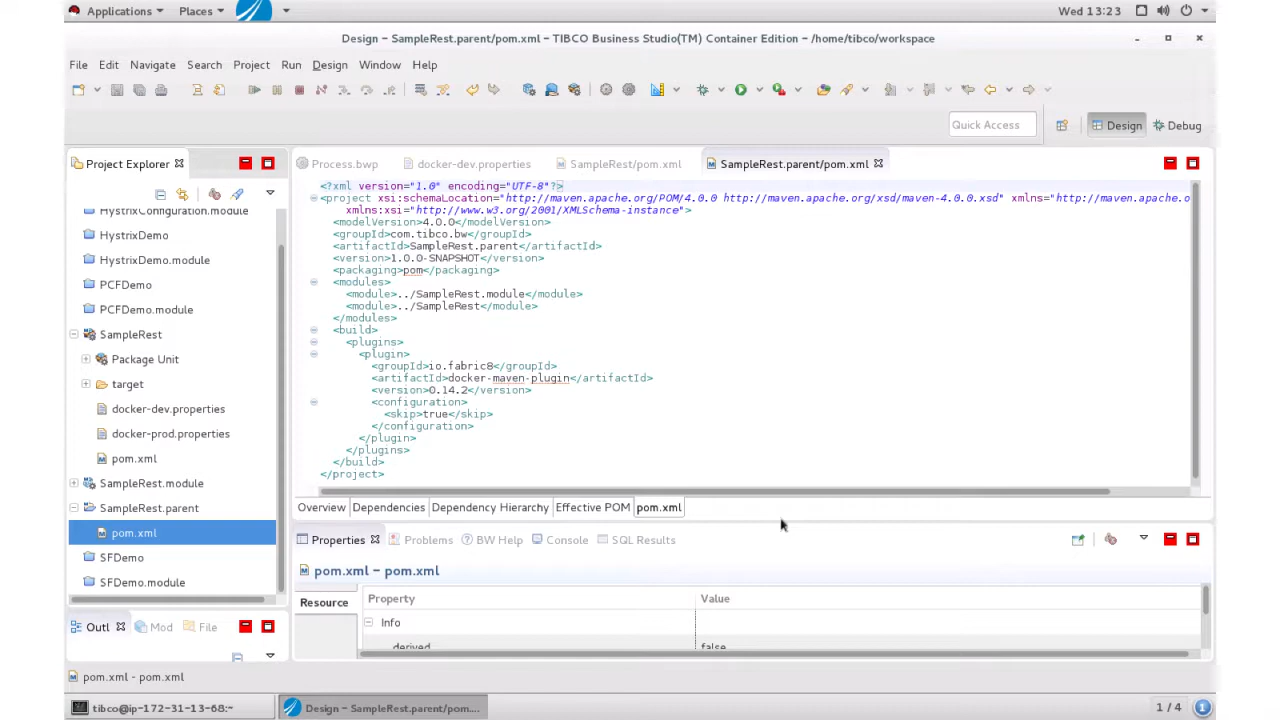 Applications Places Wed 13:23
Design – SampleRest.parent/pom.xml – TIBCO Business Studio(TM) Container Edition – /home/tibco/workspace
File Edit Navigate Search Project Run Design Window Help
Quick Access Design Debug
Project Explorer
HystrixConfiguration.module
HystrixDemo
HystrixDemo.module
PCFDemo
PCFDemo.module
SampleRest
Package Unit
target
docker-dev.properties
docker-prod.properties
pom.xml
SampleRest.module
SampleRest.parent
pom.xml
SFDemo
SFDemo.module
Outl Mod File
Process.bwp docker-dev.properties SampleRest/pom.xml SampleRest.parent/pom.xml
<?xml version="1.0" encoding="UTF-8"?>
<project xsi:schemaLocation="http://maven.apache.org/POM/4.0.0 http://maven.apache.org/xsd/maven-4.0.0.xsd" xmlns="http://maven.apache.o
xmlns:xsi="http://www.w3.org/2001/XMLSchema-instance">
<modelVersion>4.0.0</modelVersion>
<groupId>com.tibco.bw</groupId>
<artifactId>SampleRest.parent</artifactId>
<version>1.0.0-SNAPSHOT</version>
<packaging>pom</packaging>
<modules>
<module>../SampleRest.module</module>
<module>../SampleRest</module>
</modules>
<build>
<plugins>
<plugin>
<groupId>io.fabric8</groupId>
<artifactId>docker-maven-plugin</artifactId>
<version>0.14.2</version>
<configuration>
<skip>true</skip>
</configuration>
</plugin>
</plugins>
</build>
</project>
Overview Dependencies Dependency Hierarchy Effective POM pom.xml
Properties Problems BW Help Console SQL Results
pom.xml – pom.xml
Resource
Property Value
Info
derived false
pom.xml - pom.xml
tibco@ip-172-31-13-68:~ Design – SampleRest.parent/pom.... 1 / 4 1